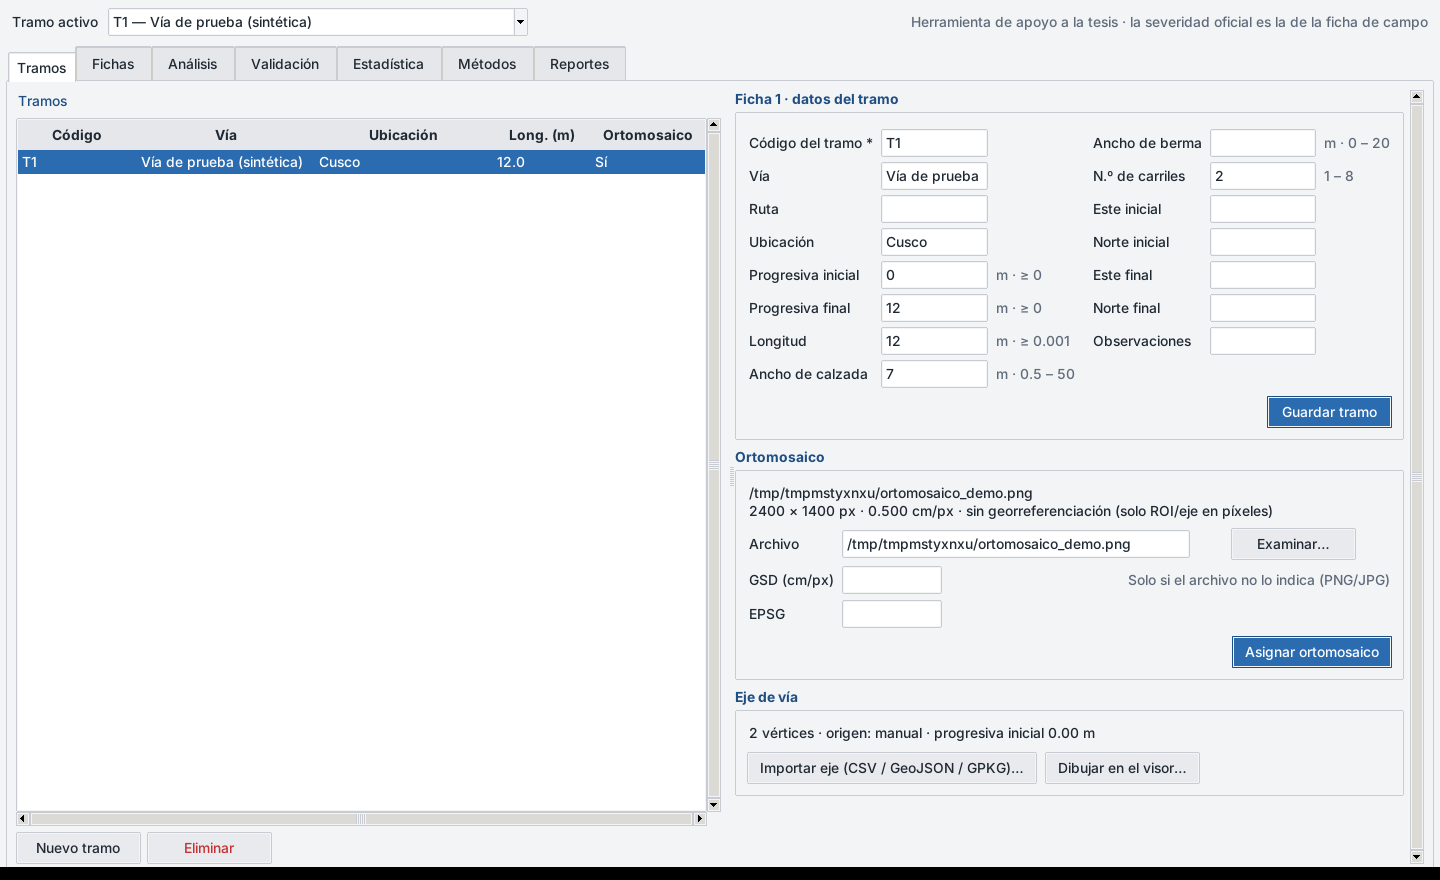 Tramo activo T1 — Vía de prueba (sintética) Herramienta de apoyo a la tesis · la severidad oficial es la de la ficha de campo
Tramos Fichas Análisis Validación Estadística Métodos Reportes
Tramos
Código Vía Ubicación Long. (m) Ortomosaico
T1 Vía de prueba (sintética) Cusco 12.0 Sí
Nuevo tramo Eliminar
Ficha 1 · datos del tramo
Código del tramo * T1 Ancho de berma m · 0 – 20
Vía Vía de prueba N.º de carriles 2 1 – 8
Ruta Este inicial
Ubicación Cusco Norte inicial
Progresiva inicial 0 m · ≥ 0 Este final
Progresiva final 12 m · ≥ 0 Norte final
Longitud 12 m · ≥ 0.001 Observaciones
Ancho de calzada 7 m · 0.5 – 50
Guardar tramo
Ortomosaico
/tmp/tmpmstyxnxu/ortomosaico_demo.png
2400 × 1400 px · 0.500 cm/px · sin georreferenciación (solo ROI/eje en píxeles)
Archivo /tmp/tmpmstyxnxu/ortomosaico_demo.png Examinar…
GSD (cm/px) Solo si el archivo no lo indica (PNG/JPG)
EPSG
Asignar ortomosaico
Eje de vía
2 vértices · origen: manual · progresiva inicial 0.00 m
Importar eje (CSV / GeoJSON / GPKG)… Dibujar en el visor…